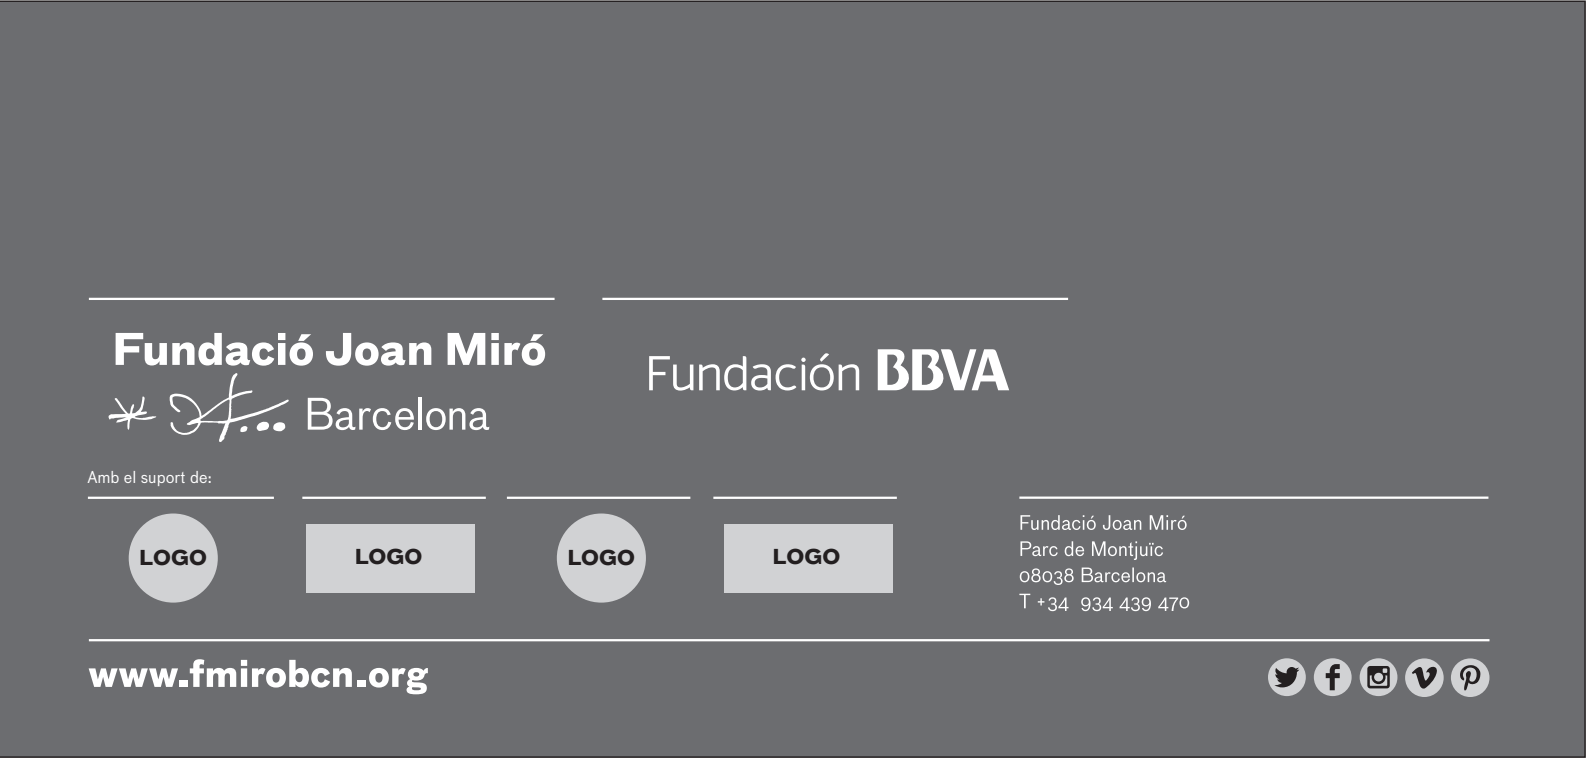 Fundació Joan Miró
Barcelona
Fundación BBVA
Amb el suport de:
LOGO
LOGO
LOGO
LOGO
Fundació Joan Miró
Parc de Montjuïc
08038 Barcelona
T +34 934 439 470
www.fmirobcn.org